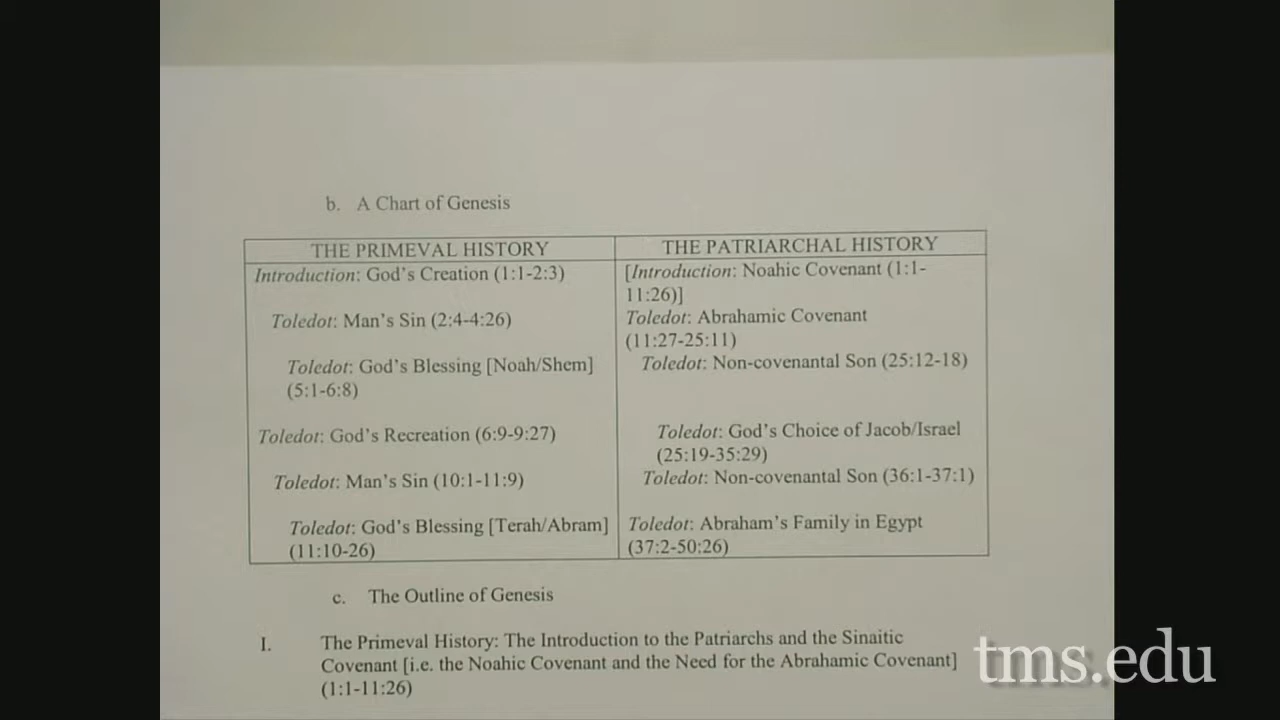 b. A Chart of Genesis
THE PRIMEVAL HISTORY
Introduction: God's Creation (1:1-2:3)
Toledot: Man's Sin (2:4-4:26)
Toledot: God's Blessing [Noah/Shem]
(5:1-6:8)
Toledot: God's Recreation (6:9-9:27)
Toledot: Man's Sin (10:1-11:9)
Toledot: God's Blessing [Terah/Abram]
(11:10-26)
THE PATRIARCHAL HISTORY
[Introduction: Noahic Covenant (1:1-
11:26)]
Toledot: Abrahamic Covenant
(11:27-25:11)
Toledot: Non-covenantal Son (25:12-18)
Toledot: God's Choice of Jacob/Israel
(25:19-35:29)
Toledot: Non-covenantal Son (36:1-37:1)
Toledot: Abraham's Family in Egypt
(37:2-50:26)
c. The Outline of Genesis
I. The Primeval History: The Introduction to the Patriarchs and the Sinaitic
Covenant [i.e. the Noahic Covenant and the Need for the Abrahamic Covenant]
(1:1-11:26)
tms.edu